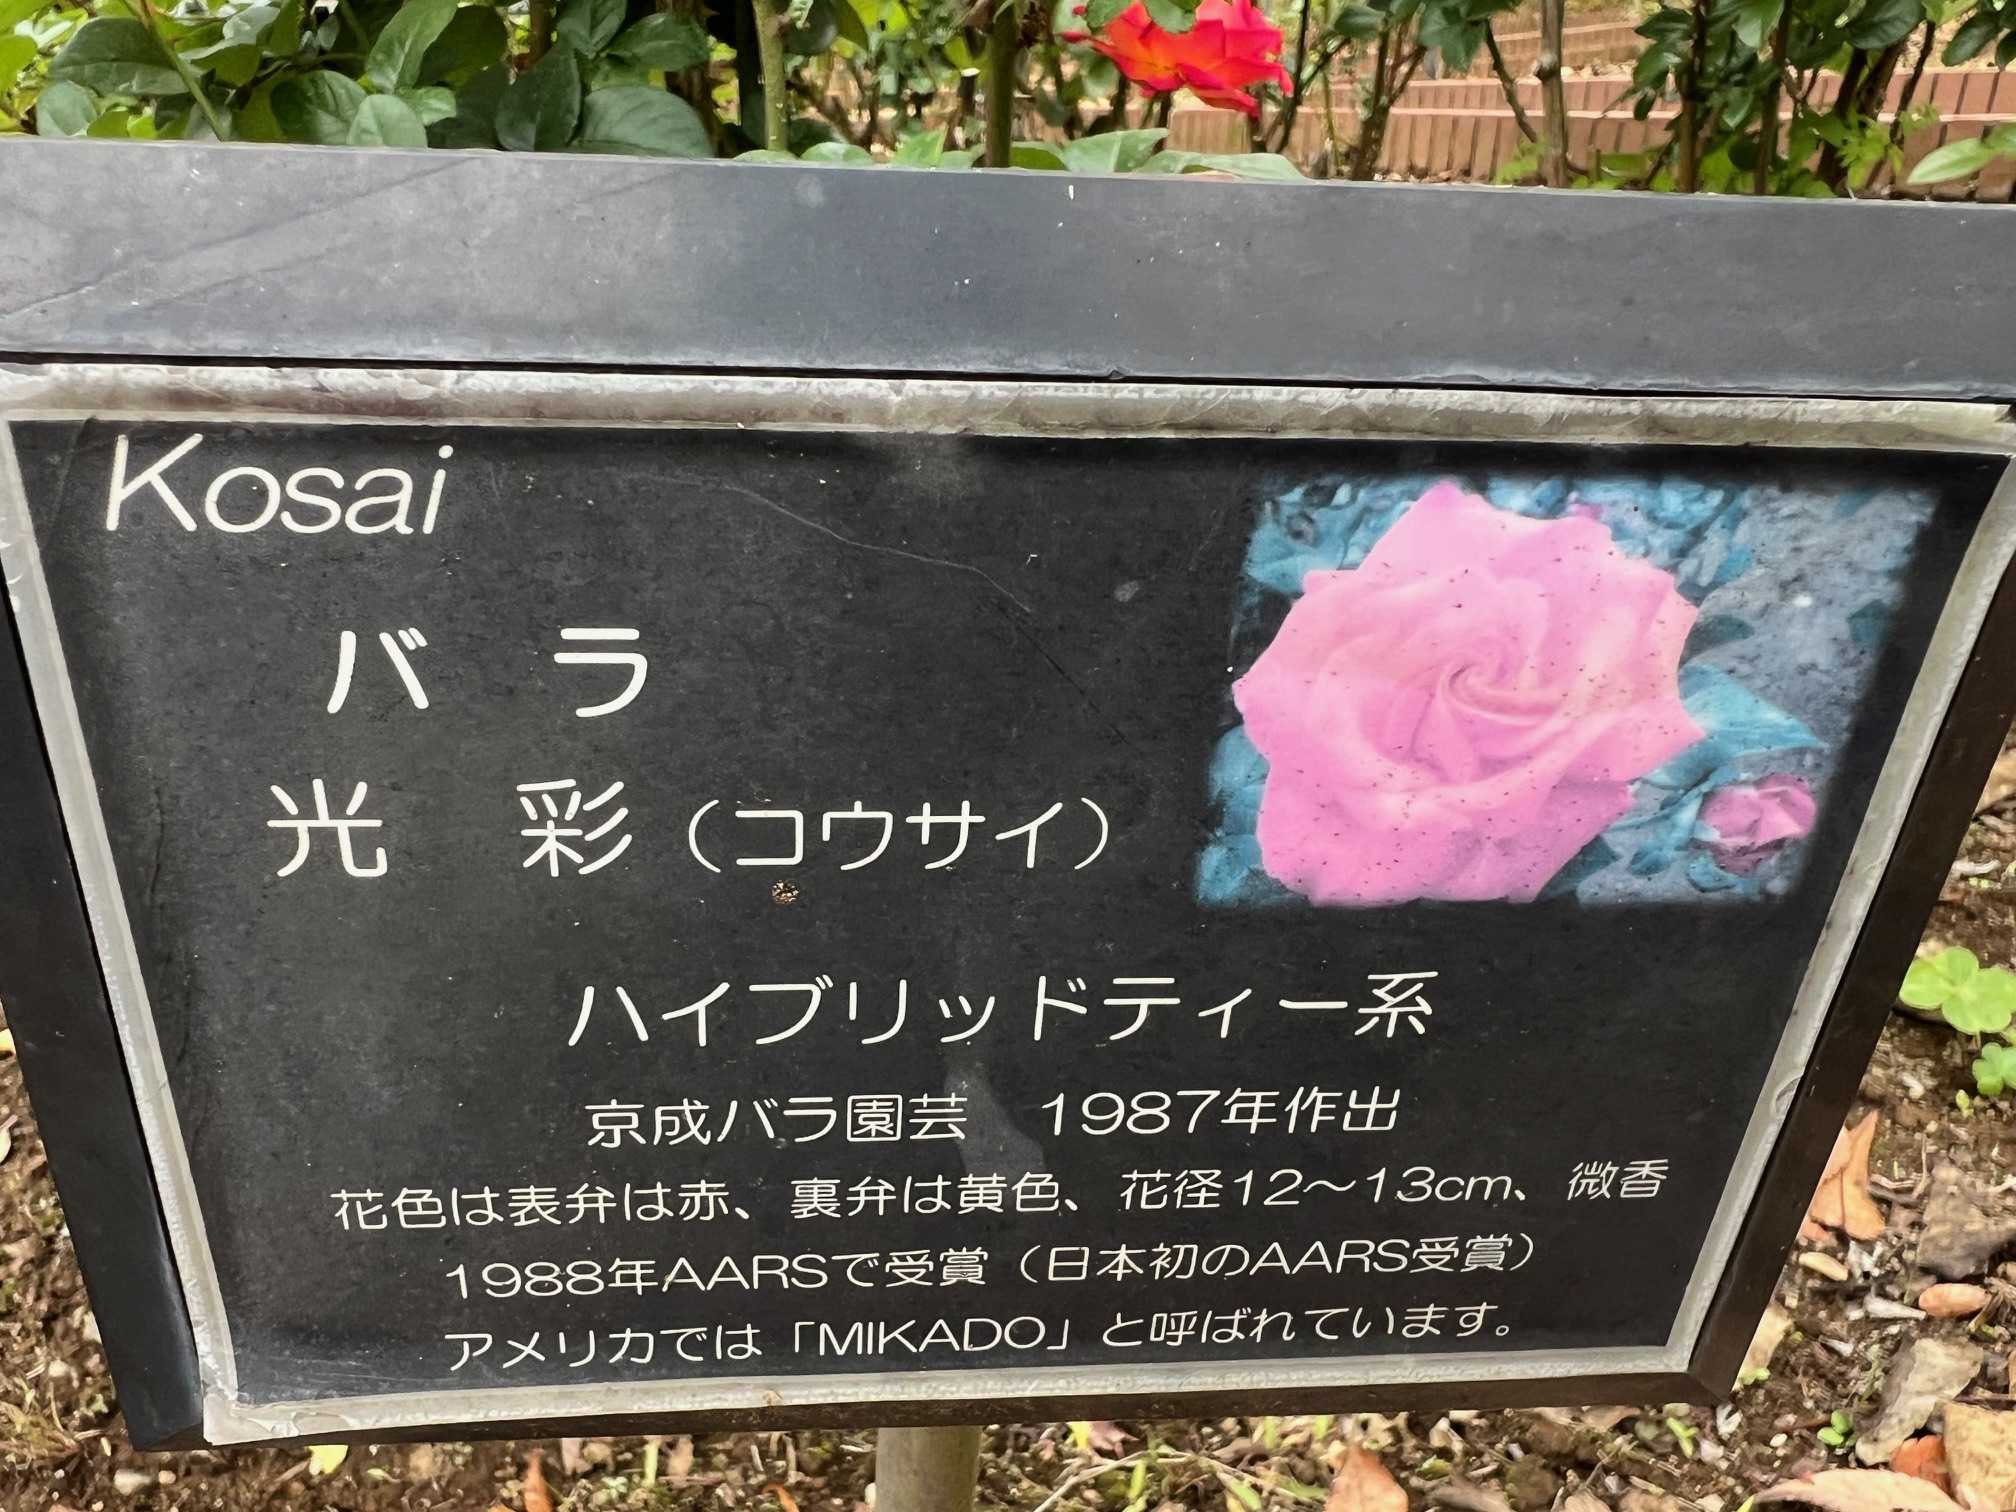 Kosai
バラ
光彩（コウサイ）
ハイブリッドティー系
京成バラ園芸　1987年作出
花色は表弁は赤、裏弁は黄色、花径12～13cm、微香
1988年AARSで受賞（日本初のAARS受賞）
アメリカでは「MIKADO」と呼ばれています。